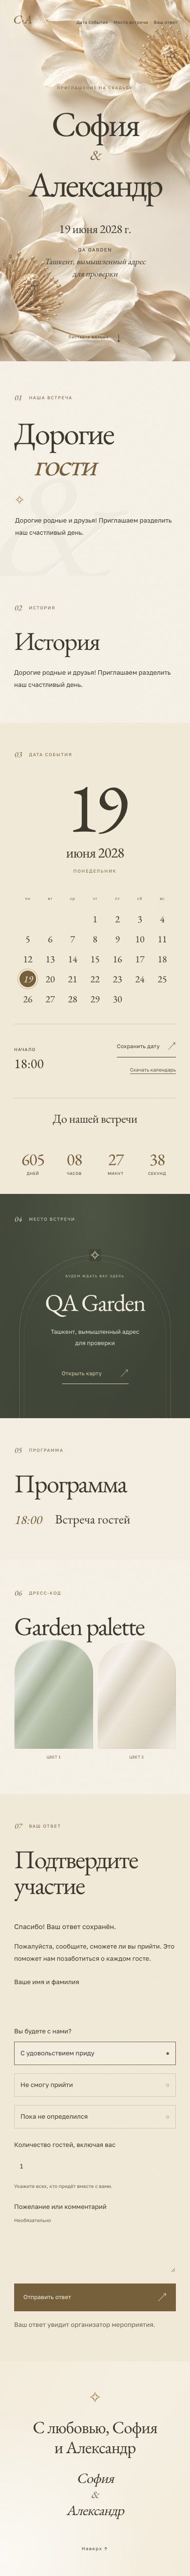 СА
Дата события Место встречи Ваш ответ
ПРИГЛАШЕНИЕ НА СВАДЬБУ
София
&
Александр
19 июня 2028 г.
QA GARDEN
Ташкент, вымышленный адрес
для проверки
01 НАША ВСТРЕЧА
Дорогие
гости
&
Дорогие родные и друзья! Приглашаем разделить
наш счастливый день.
02 ИСТОРИЯ
История
Дорогие родные и друзья! Приглашаем разделить
наш счастливый день.
03 ДАТА СОБЫТИЯ
19
июня 2028
ПОНЕДЕЛЬНИК
пн вт ср чт пт сб вс
1 2 3 4
5 6 7 8 9 10 11
12 13 14 15 16 17 18
19 20 21 22 23 24 25
26 27 28 29 30
НАЧАЛО
18:00
Сохранить дату
Скачать календарь
До нашей встречи
605 08 27 38
ДНЕЙ ЧАСОВ МИНУТ СЕКУНД
04 МЕСТО ВСТРЕЧИ
БУДЕМ ЖДАТЬ ВАС ЗДЕСЬ
QA Garden
Ташкент, вымышленный адрес
для проверки
Открыть карту
05 ПРОГРАММА
Программа
18:00 Встреча гостей
06 ДРЕСС-КОД
Garden palette
ЦВЕТ 1 ЦВЕТ 2
07 ВАШ ОТВЕТ
Подтвердите
участие
Спасибо! Ваш ответ сохранён.
Пожалуйста, сообщите, сможете ли вы прийти. Это
поможет нам позаботиться о каждом госте.
Ваше имя и фамилия
Вы будете с нами?
С удовольствием приду
Не смогу прийти
Пока не определился
Количество гостей, включая вас
1
Укажите всех, кто придёт вместе с вами.
Пожелание или комментарий
Необязательно
Отправить ответ
Ваш ответ увидит организатор мероприятия.
С любовью, София
и Александр
София
&
Александр
Наверх ↑